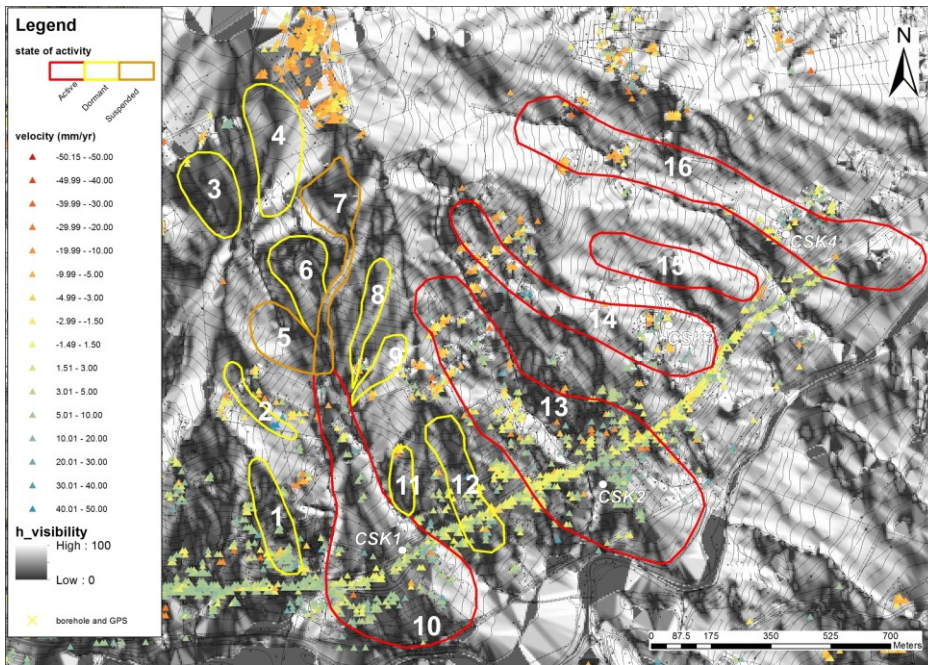 Legend
state of activity
Active
Dormant
Suspended
velocity (mm/yr)
-50.15 - -50.00
-49.99 - -40.00
-39.99 - -30.00
-29.99 - -20.00
-19.99 - -10.00
-9.99 - -5.00
-4.99 - -3.00
-2.99 - -1.50
-1.49 - 1.50
1.51 - 3.00
3.01 - 5.00
5.01 - 10.00
10.01 - 20.00
20.01 - 30.00
30.01 - 40.00
40.01 - 50.00
h_visibility
High : 100
Low : 0
borehole and GPS
N
4
3
7
16
6
CSK4
15
8
5
14
CSK3
9
2
13
11
12
CSK2
1
CSK1
10
0 87.5 175 350 525 700
Meters